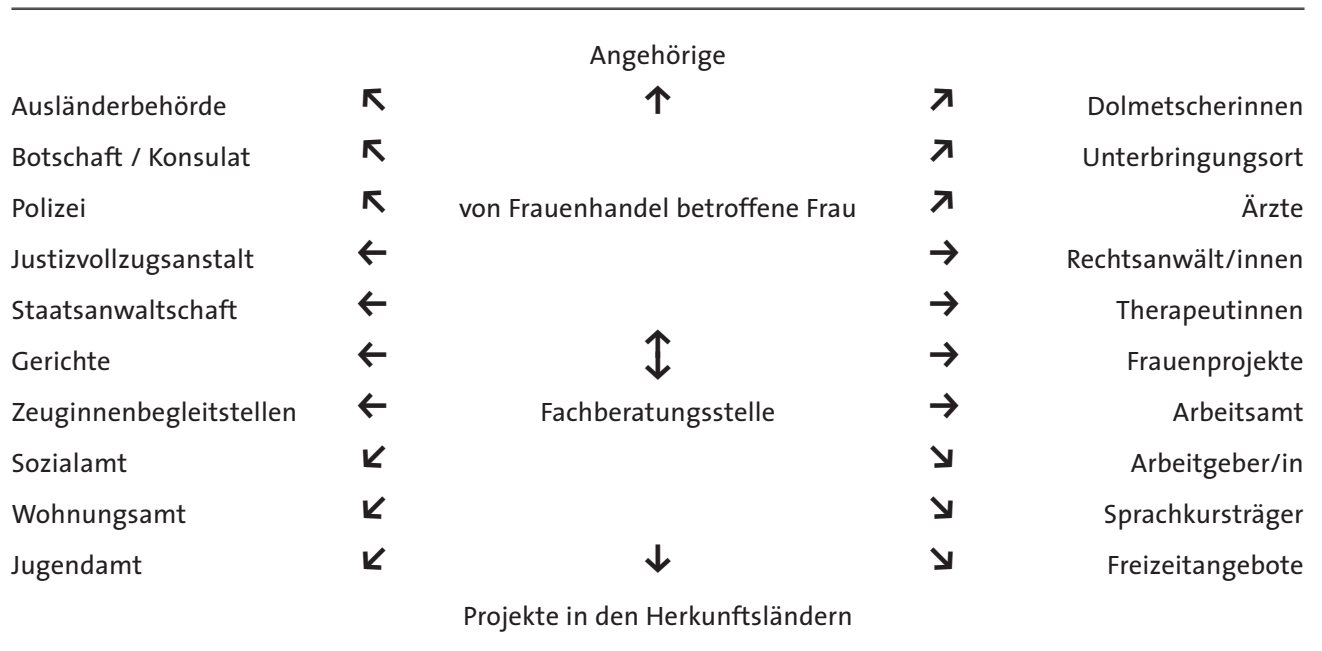 Angehörige
Ausländerbehörde ↖ ↑ ↗ Dolmetscherinnen
Botschaft / Konsulat ↖ ↗ Unterbringungsort
Polizei ↖ von Frauenhandel betroffene Frau ↗ Ärzte
Justizvollzugsanstalt ← → Rechtsanwält/innen
Staatsanwaltschaft ← → Therapeutinnen
Gerichte ← ↕ → Frauenprojekte
Zeuginnenbegleitstellen ← Fachberatungsstelle → Arbeitsamt
Sozialamt ↙ ↘ Arbeitgeber/in
Wohnungsamt ↙ ↘ Sprachkursträger
Jugendamt ↙ ↓ ↘ Freizeitangebote
Projekte in den Herkunftsländern